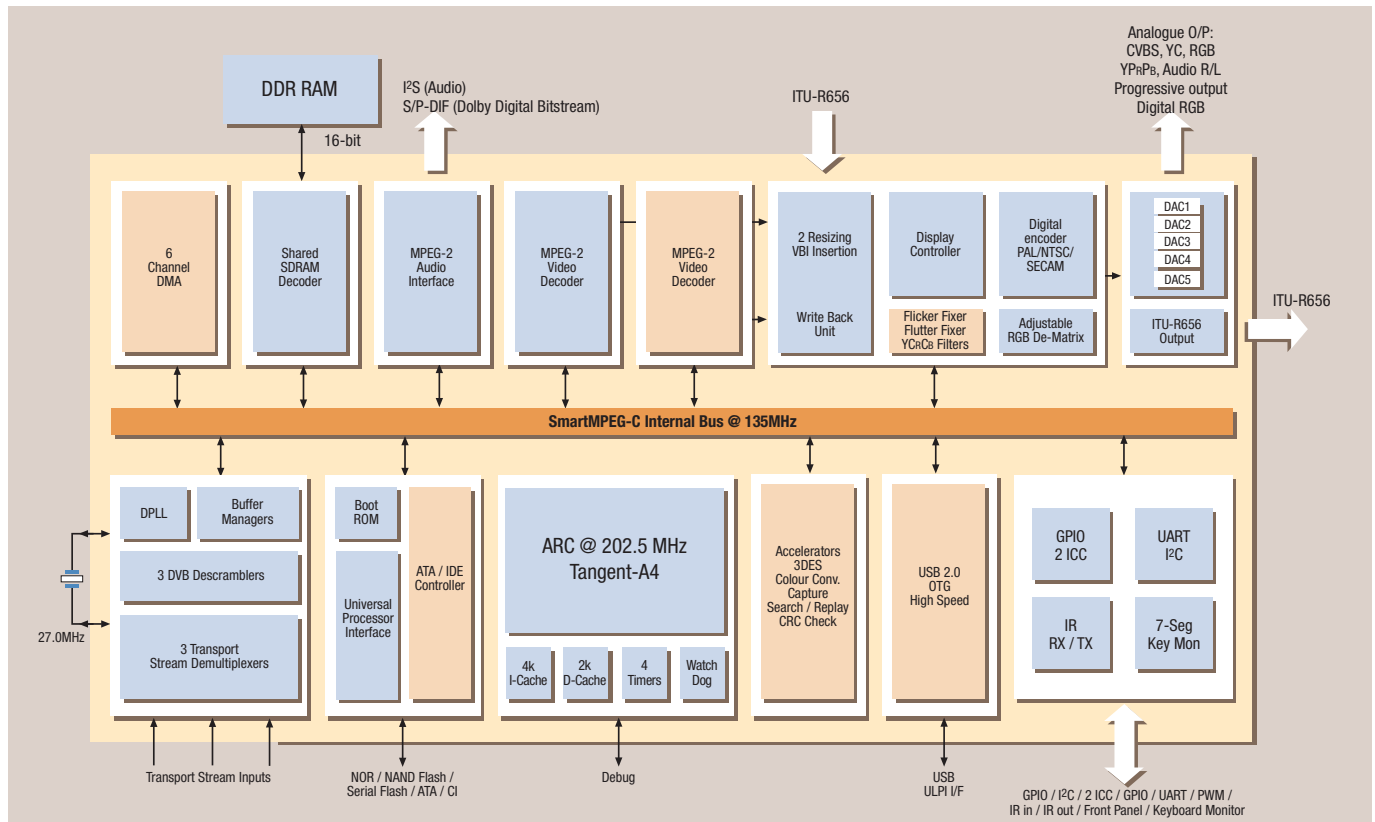 Analogue O/P:
CVBS, YC, RGB
YPRPB, Audio R/L
Progressive output
Digital RGB
DDR RAM
I²S (Audio)
S/P-DIF (Dolby Digital Bitstream)
ITU-R656
16-bit
6
Channel
DMA
Shared
SDRAM
Decoder
MPEG-2
Audio
Interface
MPEG-2
Video
Decoder
MPEG-2
Video
Decoder
2 Resizing
VBI Insertion
Write Back
Unit
Display
Controller
Flicker Fixer
Flutter Fixer
YCRCB Filters
Digital
encoder
PAL/NTSC/
SECAM
Adjustable
RGB De-Matrix
DAC1
DAC2
DAC3
DAC4
DAC5
ITU-R656
Output
ITU-R656
SmartMPEG-C Internal Bus @ 135MHz
DPLL
Buffer
Managers
3 DVB Descramblers
3 Transport
Stream Demultiplexers
27.0MHz
Boot
ROM
Universal
Processor
Interface
ATA / IDE
Controller
ARC @ 202.5 MHz
Tangent-A4
4k
I-Cache
2k
D-Cache
4
Timers
Watch
Dog
Accelerators
3DES
Colour Conv.
Capture
Search / Replay
CRC Check
USB 2.0
OTG
High Speed
GPIO
2 ICC
UART
I²C
IR
RX / TX
7-Seg
Key Mon
Transport Stream Inputs
NOR / NAND Flash /
Serial Flash / ATA / CI
Debug
USB
ULPI I/F
GPIO / I²C / 2 ICC / GPIO / UART / PWM /
IR in / IR out / Front Panel / Keyboard Monitor